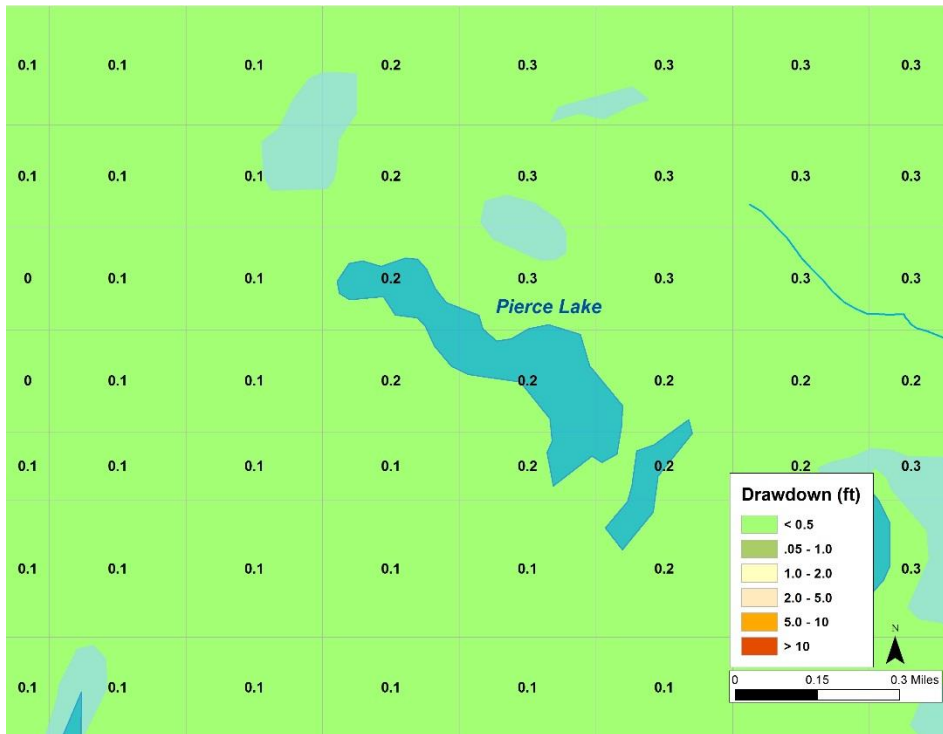 0.1 0.1 0.1 0.2 0.3 0.3 0.3 0.3
0.1 0.1 0.1 0.2 0.3 0.3 0.3 0.3
0 0.1 0.1 0.2 0.3 0.3 0.3 0.3
Pierce Lake
0 0.1 0.1 0.2 0.2 0.2 0.2 0.2
0.1 0.1 0.1 0.1 0.2 0.2 0.2 0.3
0.1 0.1 0.1 0.1 0.1 0.2 0.3
0.1 0.1 0.1 0.1 0.1 0.1
Drawdown (ft)
< 0.5
.05 - 1.0
1.0 - 2.0
2.0 - 5.0
5.0 - 10
> 10
N
0 0.15 0.3 Miles